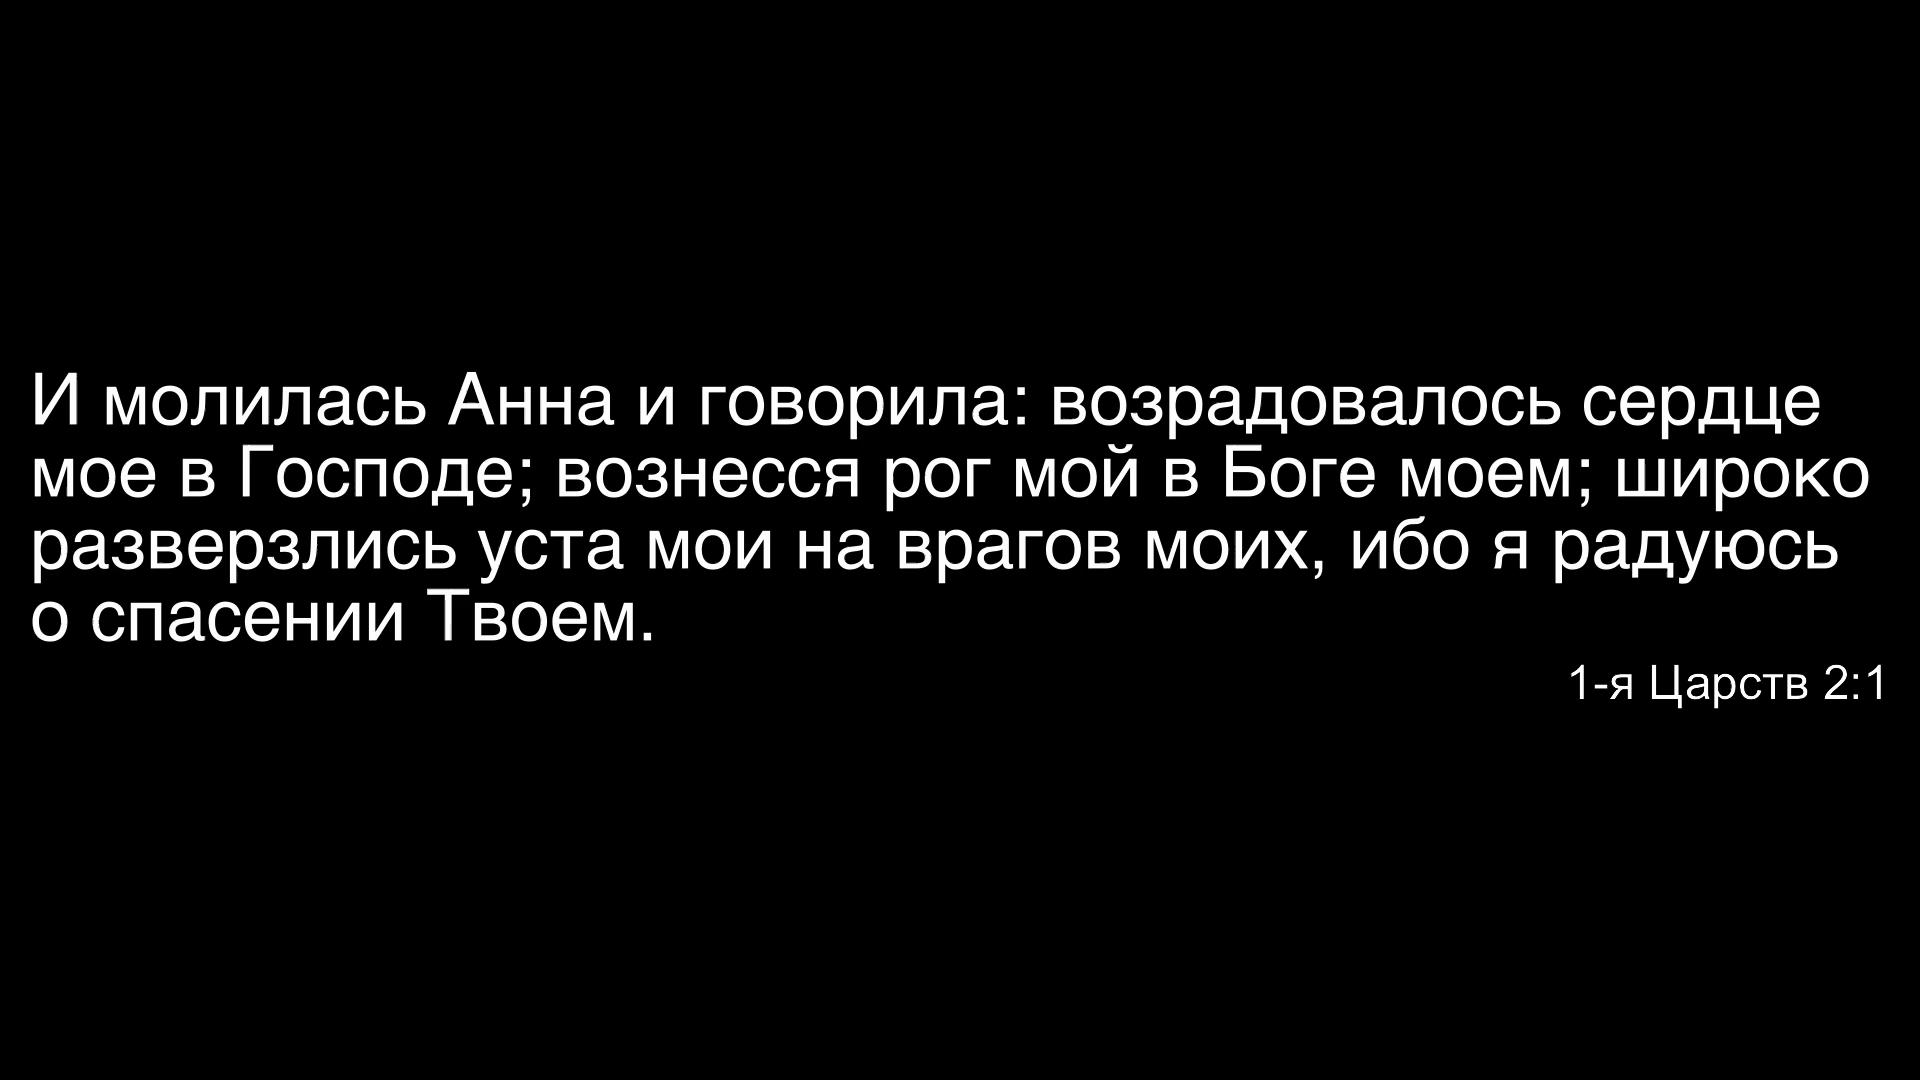 И молилась Анна и говорила: возрадовалось сердце
мое в Господе; вознесся рог мой в Боге моем; широко
разверзлись уста мои на врагов моих, ибо я радуюсь
о спасении Твоем.
1-я Царств 2:1